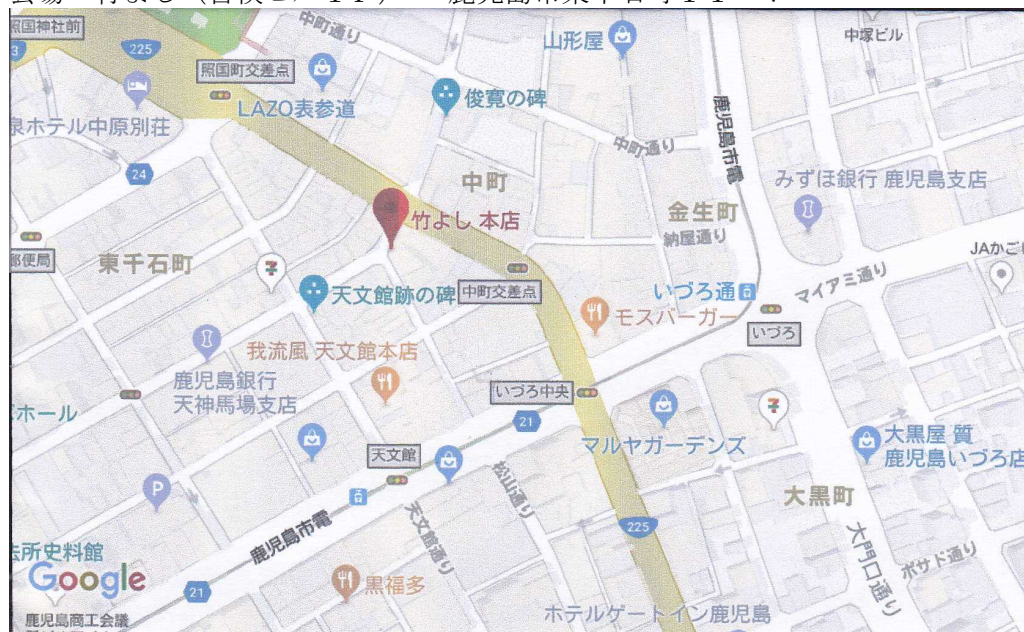 照国神社前
3
225
中町通り
山形屋
中塚ビル
照国町交差点
LAZO表参道
俊寛の碑
鹿児島市電
泉ホテル中原別荘
中町通り
24
中町
みずほ銀行 鹿児島支店
竹よし 本店
金生町
納屋通り
JAかご
郵便局
東千石町
天文館跡の碑
中町交差点
いづろ通
マイアミ通り
モスバーガー
いづろ
我流風 天文館本店
鹿児島銀行
天神馬場支店
いづろ中央
ホール
21
マルヤガーデンズ
大黒屋 質
鹿児島いづろ店
天文館
P
松山通り
大黒町
鹿児島市電
天文館通り
225
大門口通り
ボサド通り
所史料館
Google
21
黒福多
ホテルゲートイン鹿児島
鹿児島商工会議